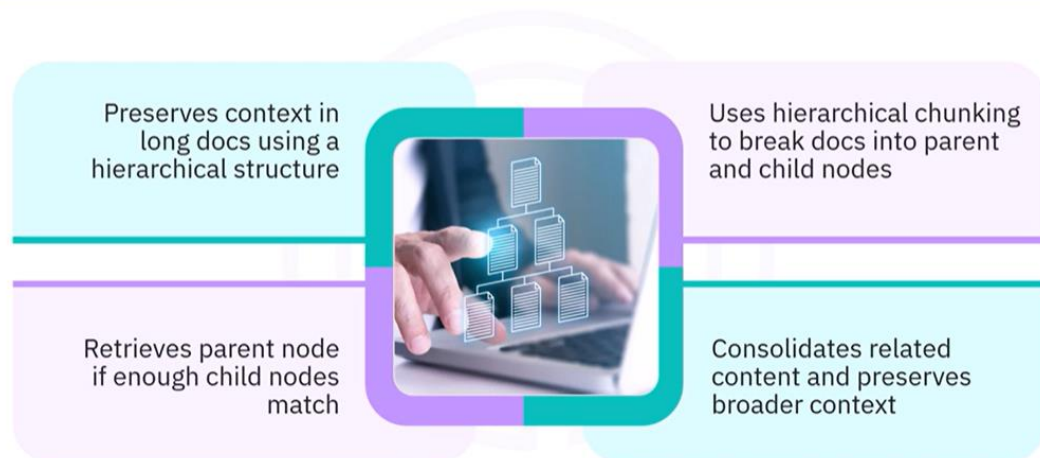 Preserves context in
long docs using a
hierarchical structure
Uses hierarchical chunking
to break docs into parent
and child nodes
Retrieves parent node
if enough child nodes
match
Consolidates related
content and preserves
broader context